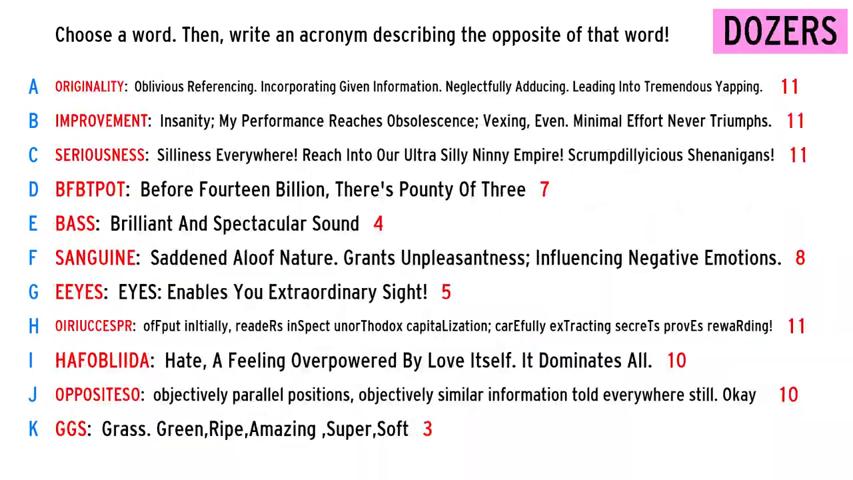 Choose a word. Then, write an acronym describing the opposite of that word!
DOZERS
A ORIGINALITY: Oblivious Referencing. Incorporating Given Information. Neglectfully Adducing. Leading Into Tremendous Yapping. 11
B IMPROVEMENT: Insanity; My Performance Reaches Obsolescence; Vexing, Even. Minimal Effort Never Triumphs. 11
C SERIOUSNESS: Silliness Everywhere! Reach Into Our Ultra Silly Ninny Empire! Scrumpdillyicious Shenanigans! 11
D BFBTPOT: Before Fourteen Billion, There's Pounty Of Three 7
E BASS: Brilliant And Spectacular Sound 4
F SANGUINE: Saddened Aloof Nature. Grants Unpleasantness; Influencing Negative Emotions. 8
G EEYES: EYES: Enables You Extraordinary Sight! 5
H OIRIUCCESPR: ofFput inItially, readeRs inSpect unorThodox capitaLization; carEfully exTracting secreTs provEs rewaRding! 11
I HAFOBLIIDA: Hate, A Feeling Overpowered By Love Itself. It Dominates All. 10
J OPPOSITESO: objectively parallel positions, objectively similar information told everywhere still. Okay 10
K GGS: Grass. Green,Ripe,Amazing ,Super,Soft 3